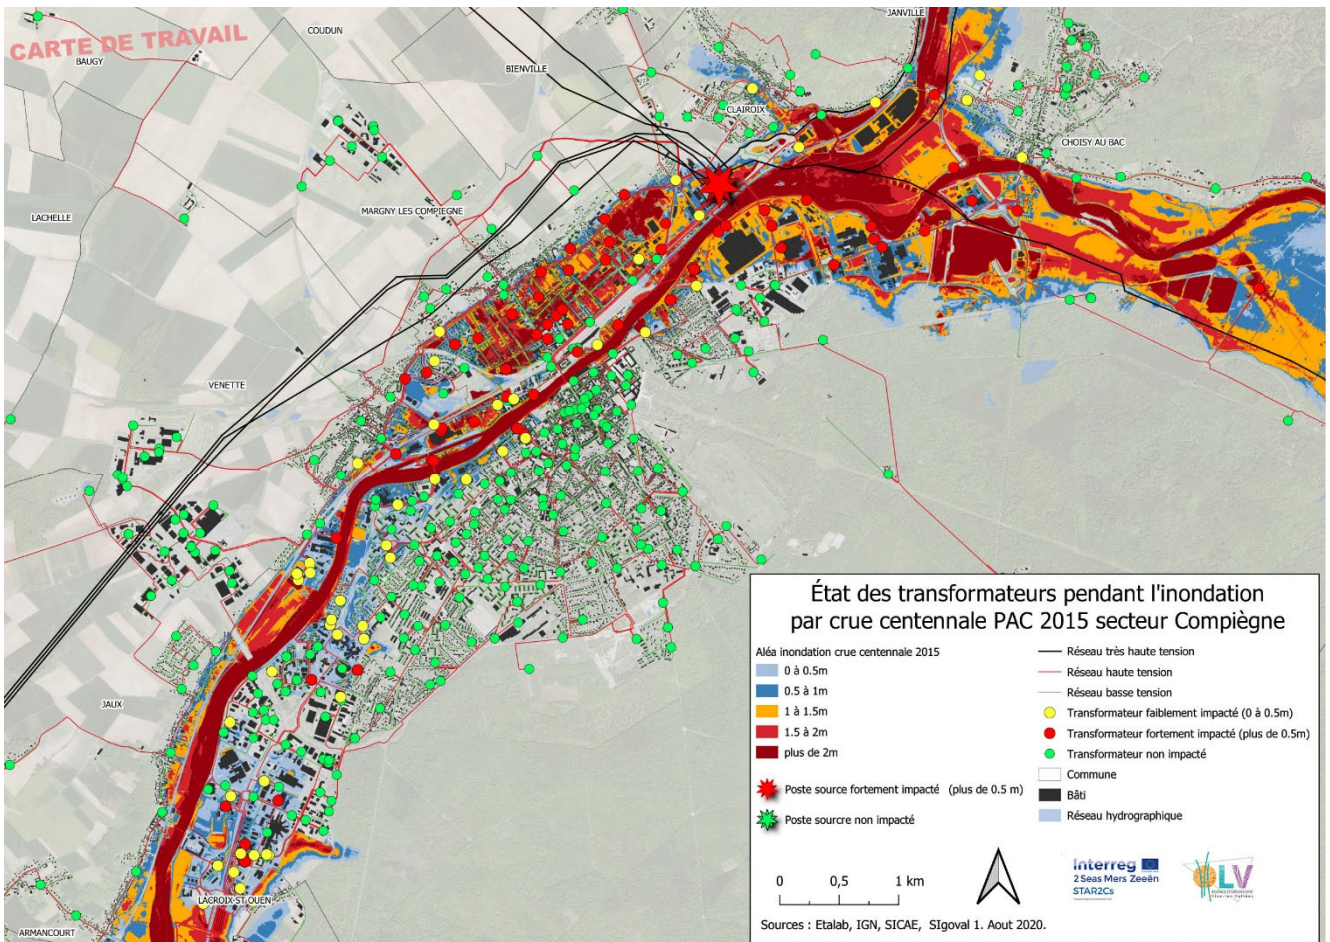 CARTE DE TRAVAIL
BAUGY
COUDUN
BIENVILLE
JANVILLE
CLAIROIX
CHOISY AU BAC
LACHELLE
MARGNY LES COMPIEGNE
VENETTE
JAUX
LACROIX ST OUEN
ARMANCOURT
État des transformateurs pendant l'inondation
par crue centennale PAC 2015 secteur Compiègne
Aléa inondation crue centennale 2015
0 à 0.5m
0.5 à 1m
1 à 1.5m
1.5 à 2m
plus de 2m
Poste source fortement impacté (plus de 0.5 m)
Poste sourcre non impacté
Réseau très haute tension
Réseau haute tension
Réseau basse tension
Transformateur faiblement impacté (0 à 0.5m)
Transformateur fortement impacté (plus de 0.5m)
Transformateur non impacté
Commune
Bâti
Réseau hydrographique
0 0,5 1 km
Interreg
2 Seas Mers Zeeën
STAR2Cs
OLV
Sources : Etalab, IGN, SICAE, SIgoval 1. Aout 2020.